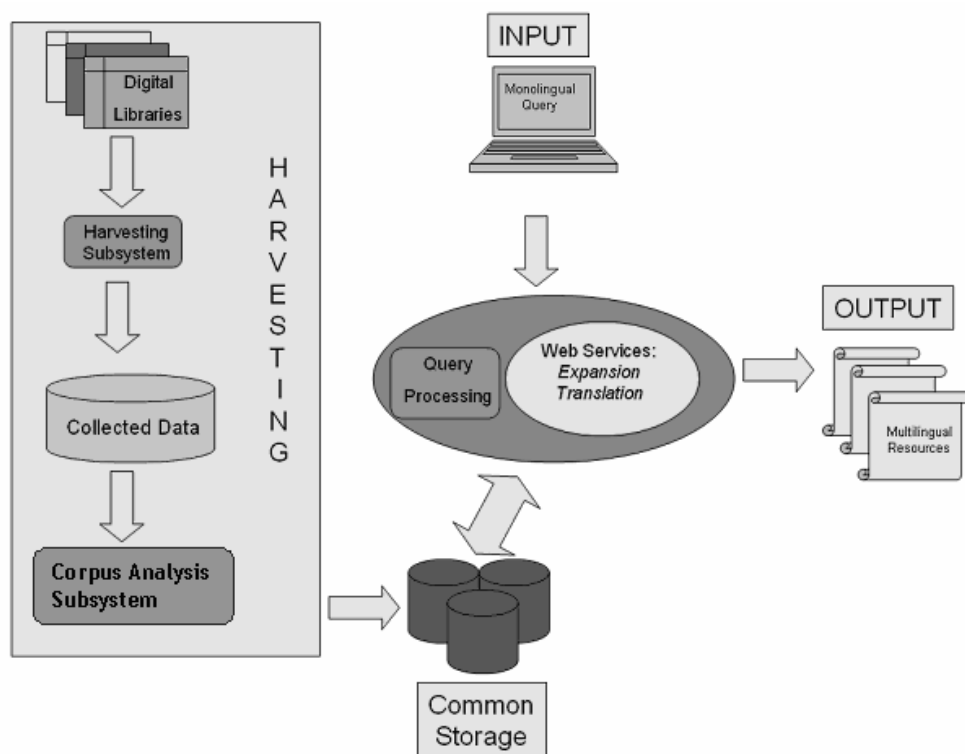 Digital
Libraries
Harvesting
Subsystem
Collected Data
Corpus Analysis
Subsystem
HARVESTING
INPUT
Monolingual
Query
Query
Processing
Web Services:
Expansion
Translation
OUTPUT
Multilingual
Resources
Common
Storage